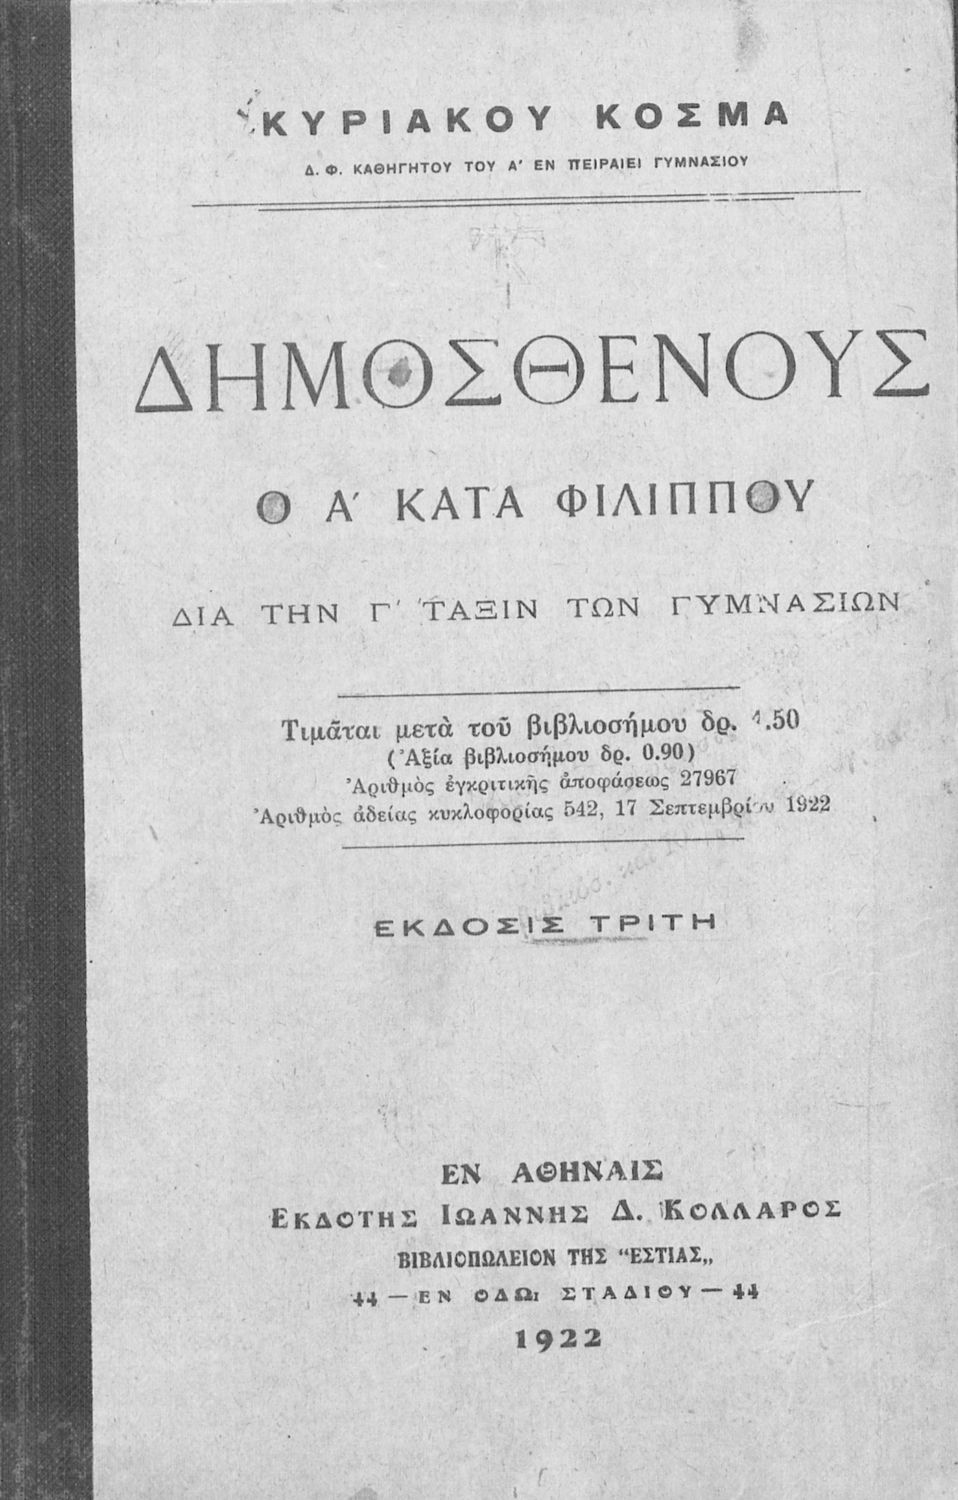 ΚΥΡΙΑΚΟΥ ΚΟΣΜΑ
Δ. Φ. ΚΑΘΗΓΗΤΟΥ ΤΟΥ Α' ΕΝ ΠΕΙΡΑΙΕΙ ΓΥΜΝΑΣΙΟΥ
ΔΗΜΟΣΘΕΝΟΥΣ
Ο Α' ΚΑΤΑ ΦΙΛΙΠΠΟΥ
ΔΙΑ ΤΗΝ Γ' ΤΑΞΙΝ ΤΩΝ ΓΥΜΝΑΣΙΩΝ
Τιμᾶται μετὰ τοῦ βιβλιοσήμου δρ.
(Ἀξία βιβλιοσήμου δρ. 0.90)
Ἀριθμὸς ἐγκριτικῆς ἀποφάσεως 27967
Ἀριθμὸς ἀδείας κυκλοφορίας 542, 17 Σεπτεμβρίου 1922
ΕΚΔΟΣΙΣ ΤΡΙΤΗ
ΕΝ ΑΘΗΝΑΙΣ
ΕΚΔΟΤΗΣ ΙΩΑΝΝΗΣ Δ. ΚΟΛΛΑΡΟΣ
ΒΙΒΛΙΟΠΩΛΕΙΟΝ ΤΗΣ "ΕΣΤΙΑΣ„
44 — ΕΝ ΟΔΩι ΣΤΑΔΙΟΥ — 44
1922